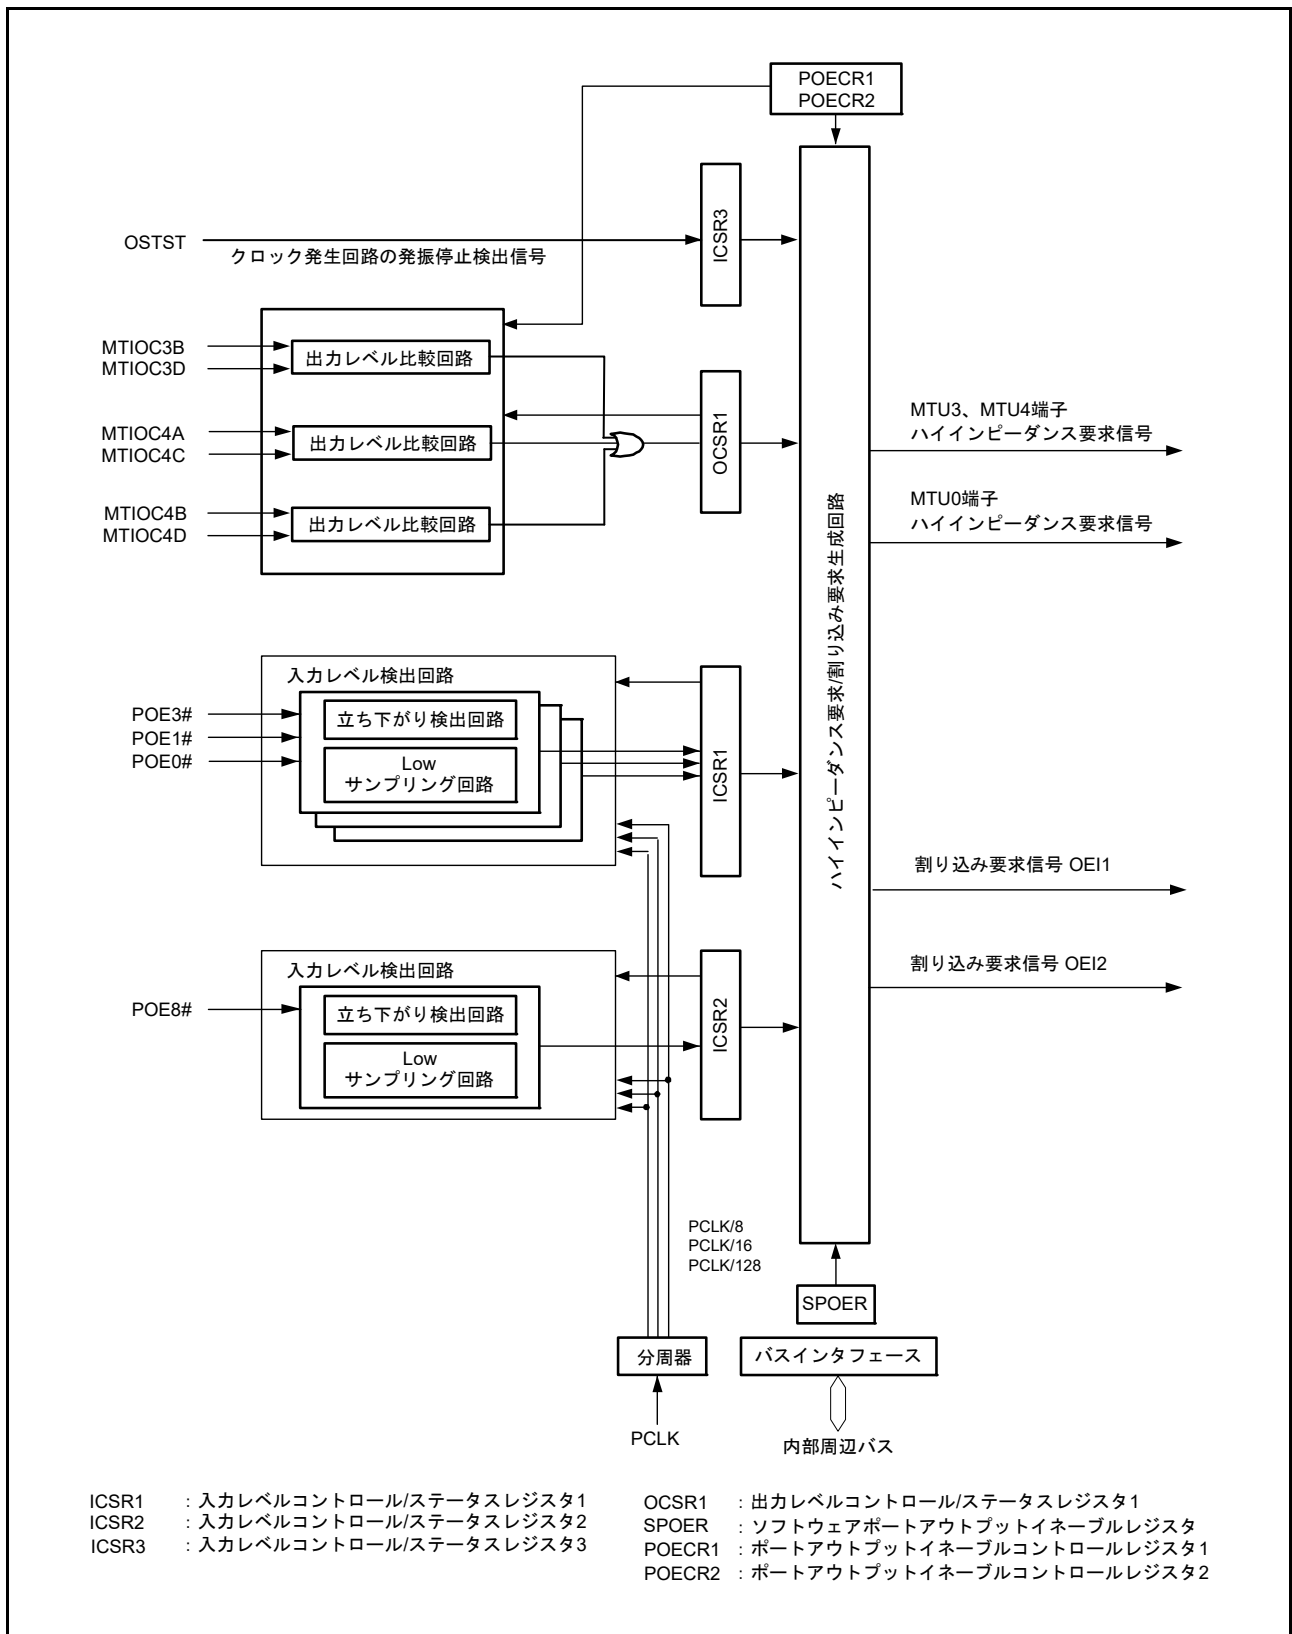 POECR1
POECR2
ICSR3
OSTST
クロック発生回路の発振停止検出信号
MTIOC3B
MTIOC3D
出力レベル比較回路
MTIOC4A
MTIOC4C
出力レベル比較回路
MTIOC4B
MTIOC4D
出力レベル比較回路
OCSR1
ハイインピーダンス要求/割り込み要求生成回路
MTU3、MTU4端子
ハイインピーダンス要求信号
MTU0端子
ハイインピーダンス要求信号
入力レベル検出回路
POE3#
POE1#
POE0#
立ち下がり検出回路
Low
サンプリング回路
ICSR1
割り込み要求信号 OEI1
入力レベル検出回路
POE8#
立ち下がり検出回路
Low
サンプリング回路
ICSR2
割り込み要求信号 OEI2
PCLK/8
PCLK/16
PCLK/128
SPOER
分周器
バスインタフェース
PCLK
内部周辺バス
ICSR1 : 入力レベルコントロール/ステータスレジスタ1
ICSR2 : 入力レベルコントロール/ステータスレジスタ2
ICSR3 : 入力レベルコントロール/ステータスレジスタ3
OCSR1 : 出力レベルコントロール/ステータスレジスタ1
SPOER : ソフトウェアポートアウトプットイネーブルレジスタ
POECR1 : ポートアウトプットイネーブルコントロールレジスタ1
POECR2 : ポートアウトプットイネーブルコントロールレジスタ2